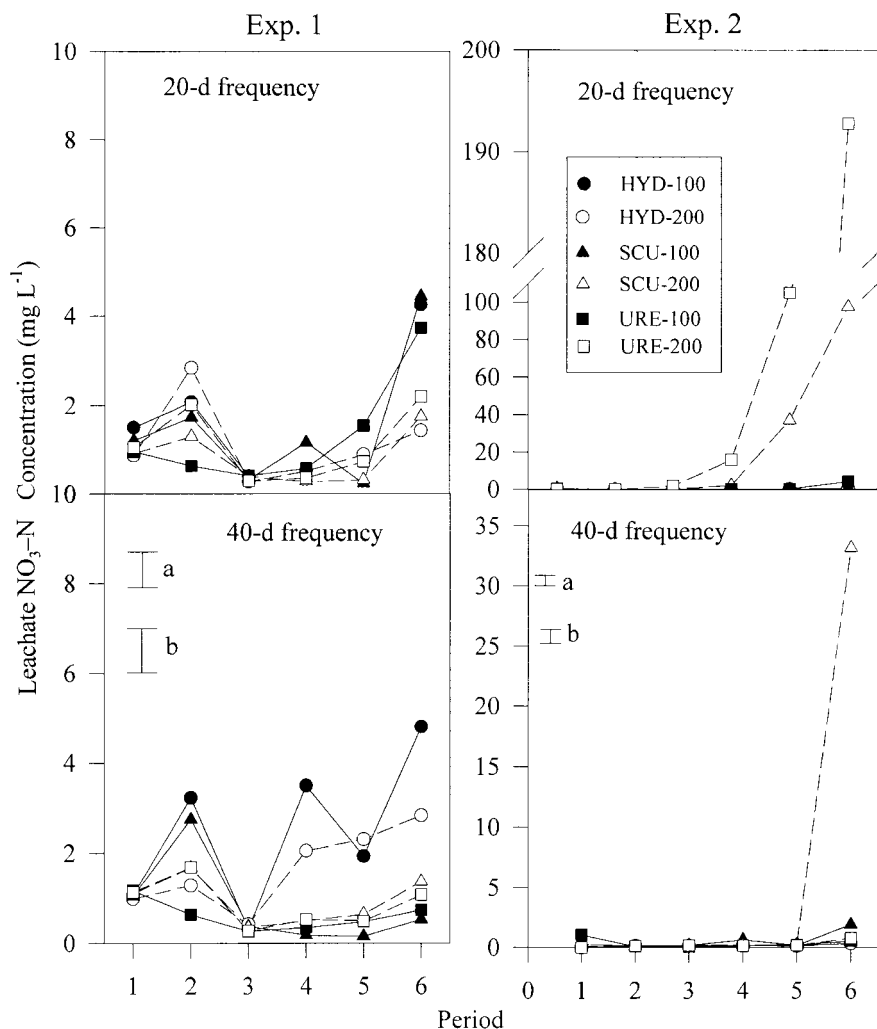 Exp. 1
Exp. 2
20-d frequency
10
8
6
4
2
10
20-d frequency
200
190
180
100
80
60
40
20
0
HYD-100
HYD-200
SCU-100
SCU-200
URE-100
URE-200
Leachate NO₃–N Concentration (mg L⁻¹)
40-d frequency
a
b
8
6
4
2
0
1 2 3 4 5 6
40-d frequency
a
b
35
30
25
20
15
10
5
0
0 1 2 3 4 5 6
Period